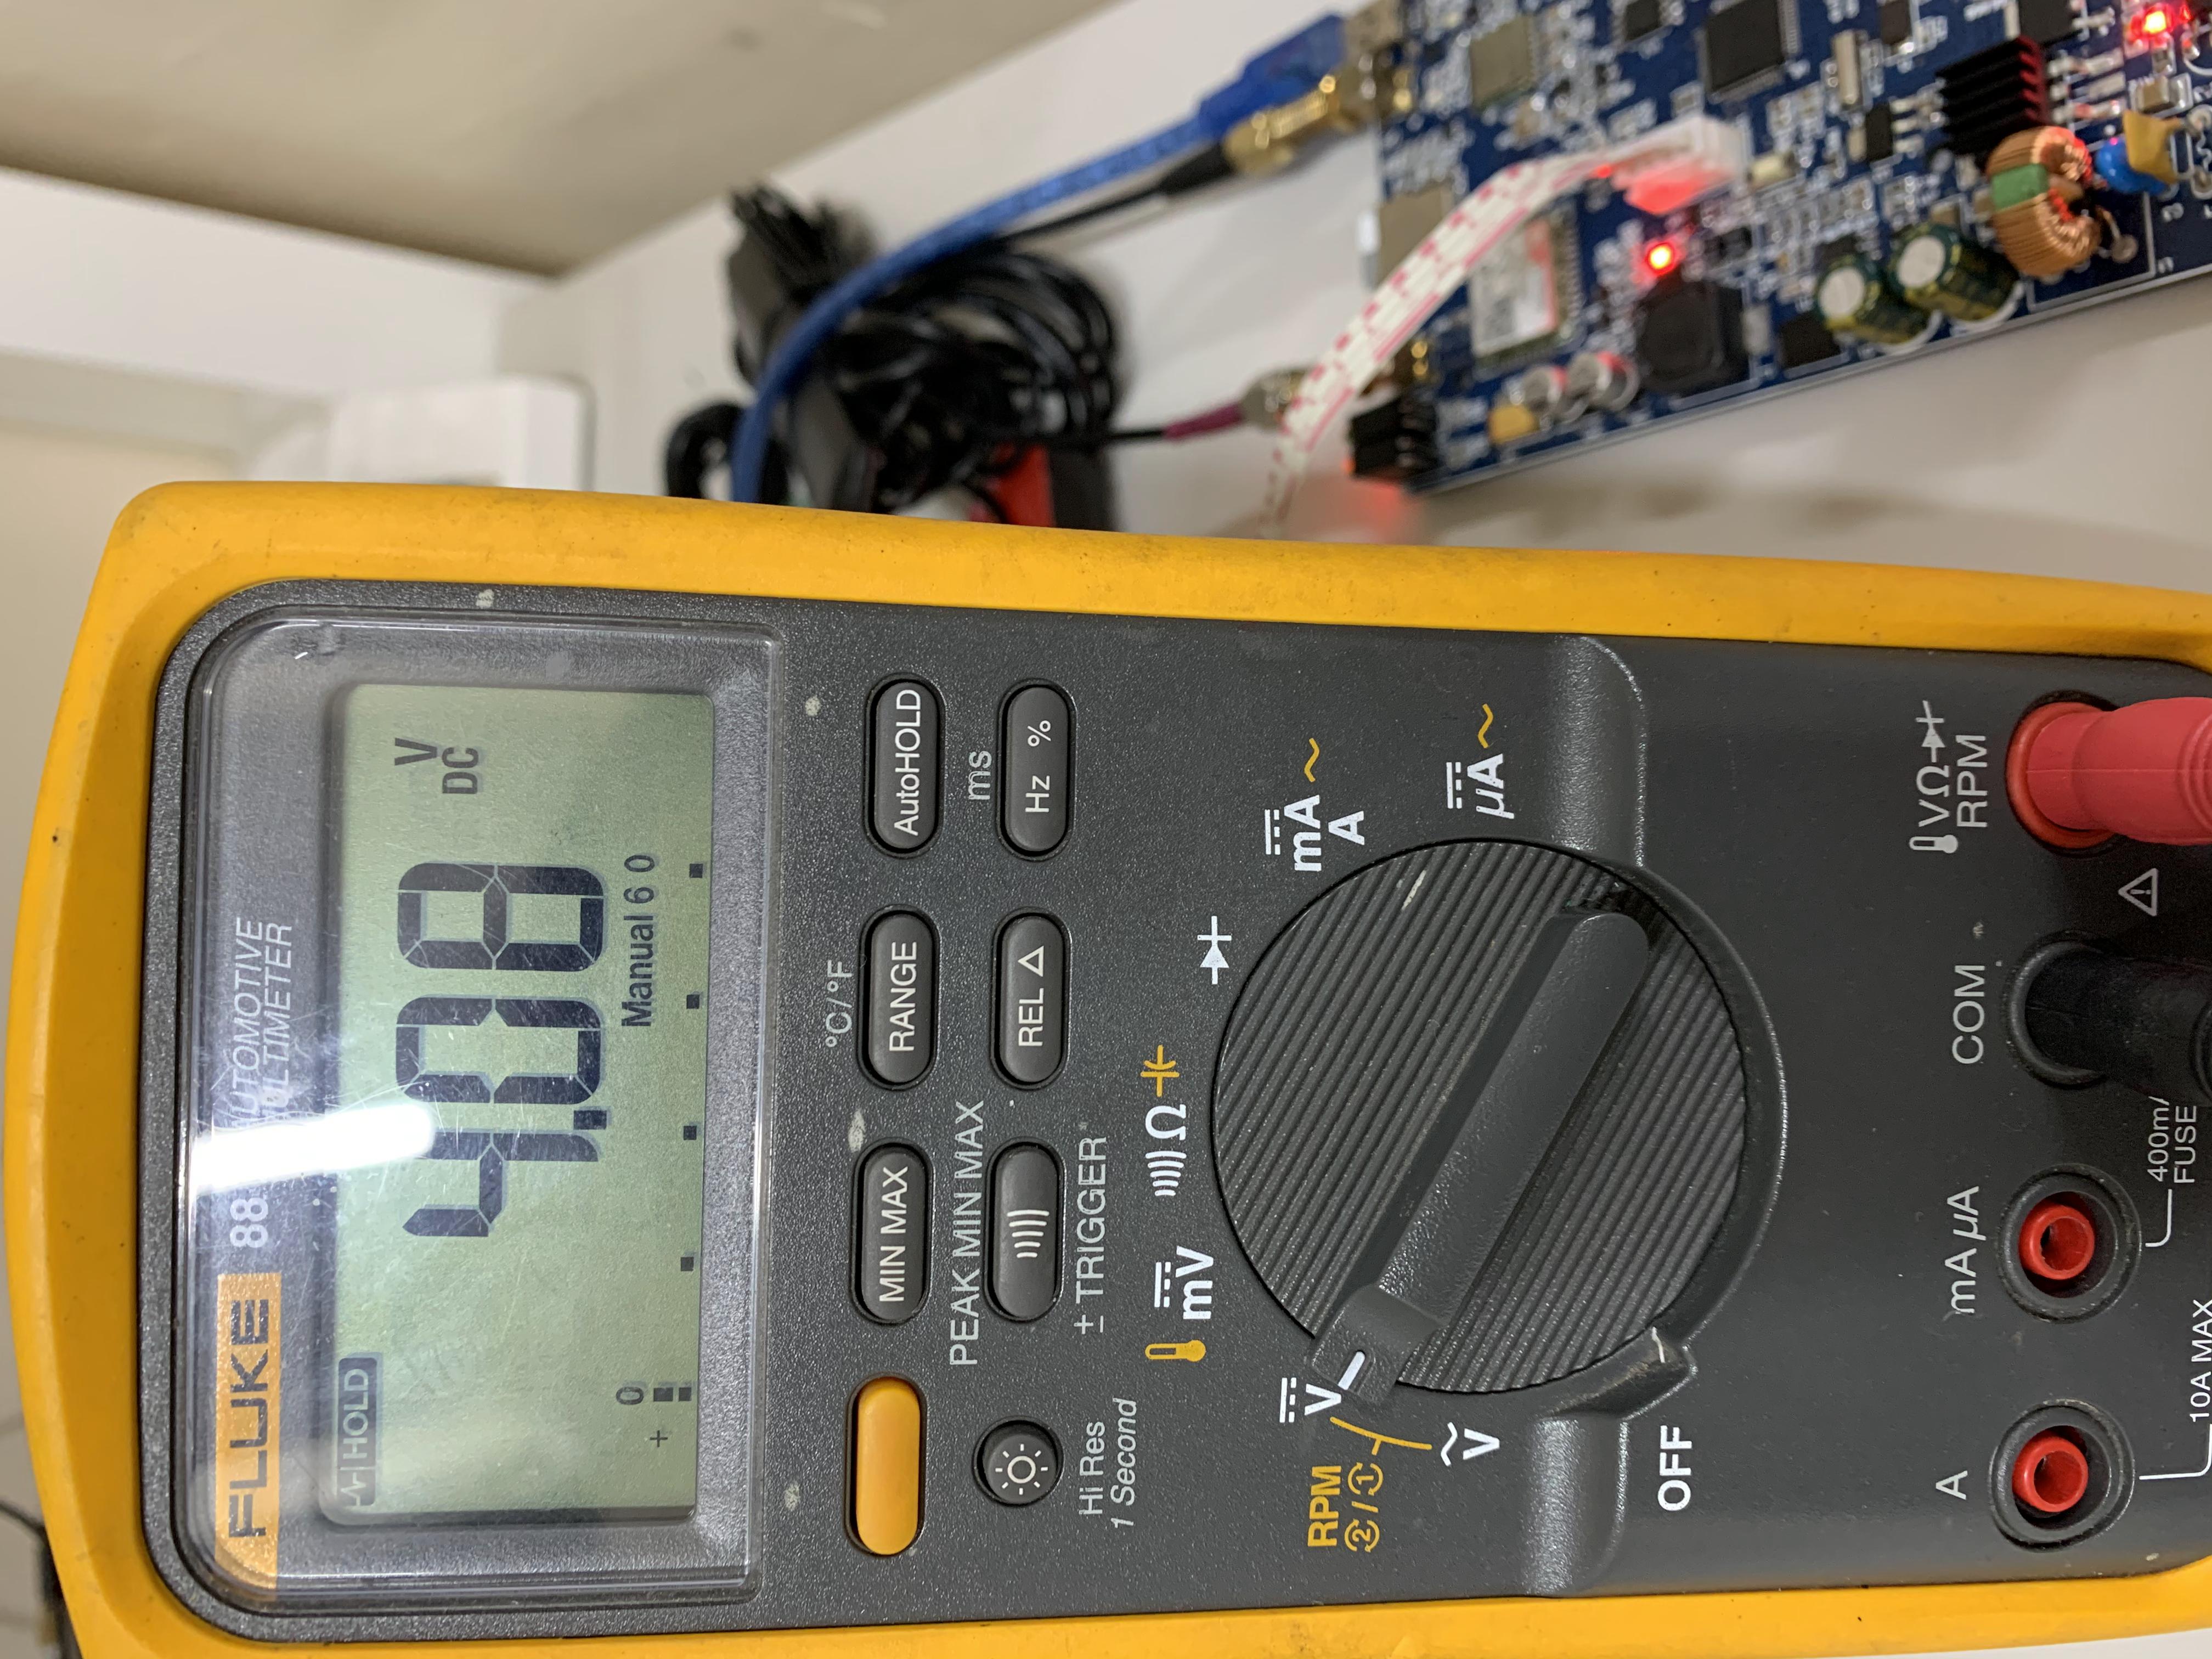 FLUKE 88 AUTOMOTIVE
MULTIMETER
HOLD
4.08 V
DC
Manual 6 0
0
+
°C/°F
MIN MAX RANGE AutoHOLD
PEAK MIN MAX ms
REL Δ Hz %
Hi Res
1 Second
± TRIGGER*
mV Ω
V
RPM
2 / 1
mA ~
A
V
µA ~
OFF
A mA µA COM VΩ
RPM
400mA
FUSE
10A MAX